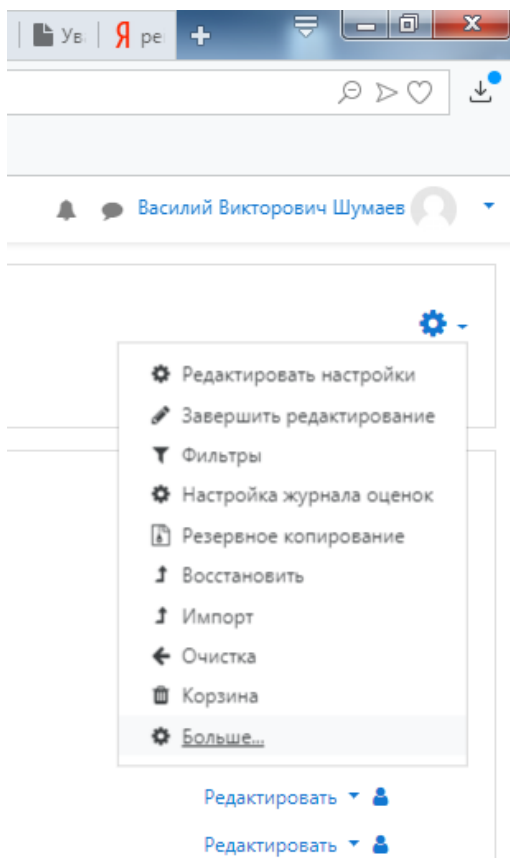 Ув
Я ре
Василий Викторович Шумаев
Редактировать настройки
Завершить редактирование
Фильтры
Настройка журнала оценок
Резервное копирование
Восстановить
Импорт
Очистка
Корзина
Больше...
Редактировать
Редактировать